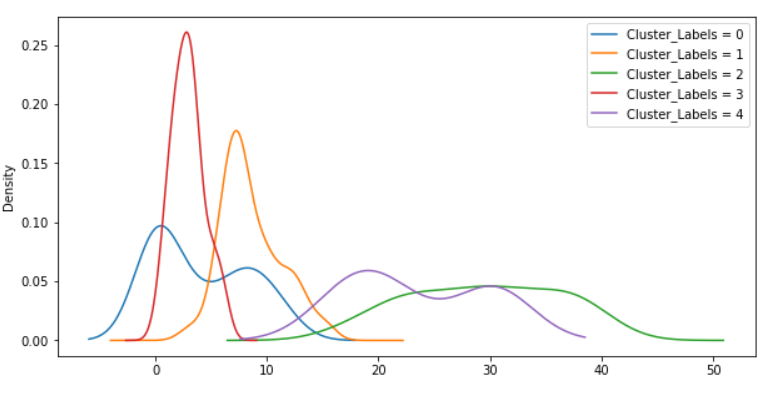 Cluster_Labels = 0
Cluster_Labels = 1
Cluster_Labels = 2
Cluster_Labels = 3
Cluster_Labels = 4
Density
0.25
0.20
0.15
0.10
0.05
0.00
0 10 20 30 40 50